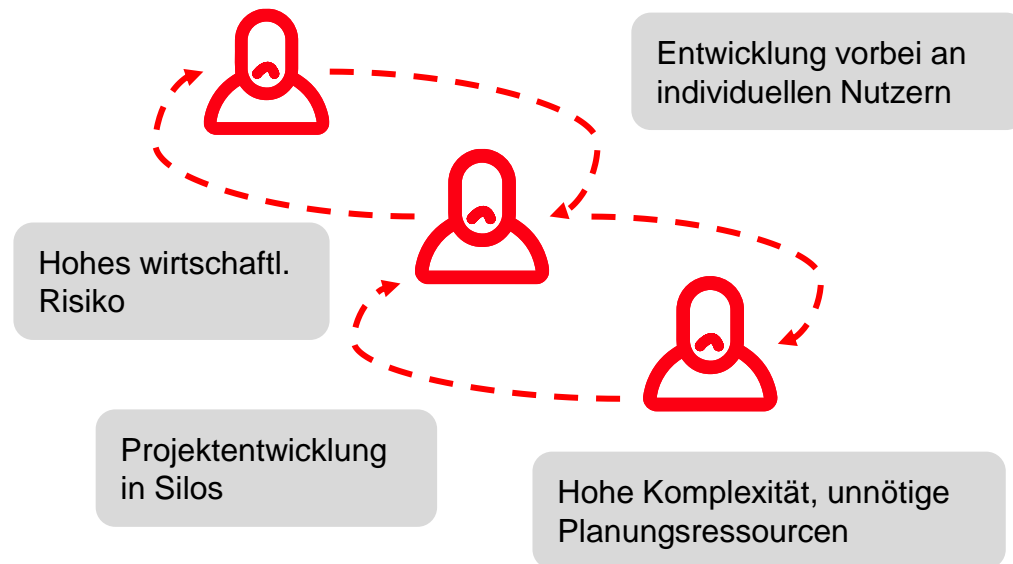 Entwicklung vorbei an
individuellen Nutzern
Hohes wirtschaftl.
Risiko
Projektentwicklung
in Silos
Hohe Komplexität, unnötige
Planungsressourcen